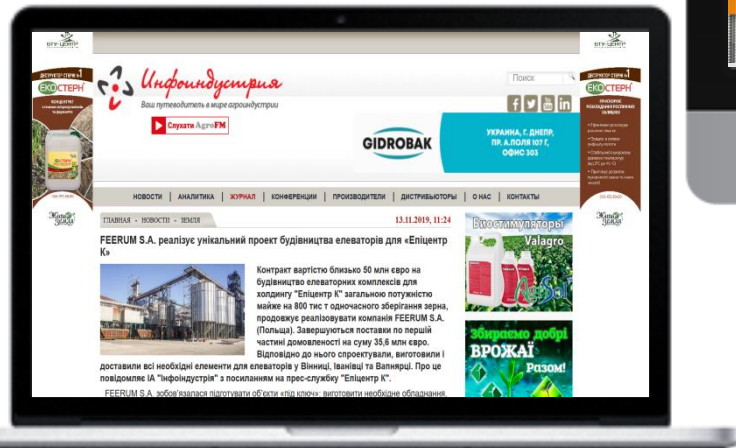 БТУ-ЦЕНТР
БТУ-ЦЕНТР
ЕКОСТЕРН
Инфоиндустрия
Ваш путеводитель в мире агроиндустрии
Слухати AgroFM
Поиск
GIDROBAK
УКРАИНА, Г. ДНЕПР,
ПР. А.ПОЛЯ 107 Г,
ОФИС 303
ЕКОСТЕРН
НОВОСТИ | АНАЛИТИКА | ЖУРНАЛ | КОНФЕРЕНЦИИ | ПРОИЗВОДИТЕЛИ | ДИСТРИБЬЮТОРЫ | О НАС | КОНТАКТЫ
ГЛАВНАЯ - НОВОСТИ - ЗЕМЛЯ
13.11.2019, 11:24
FEERUM S.A. реалізує унікальний проект будівництва елеваторів для «Епіцентр
К»
Контракт вартістю близько 50 млн євро на
будівництво елеваторних комплексів для
холдингу "Епіцентр К" загальною потужністю
майже на 800 тис т одночасного зберігання зерна,
продовжує реалізовувати компанія FEERUM S.A.
(Польща). Завершуються поставки по першій
частині домовленості на суму 35,6 млн євро.
Відповідно до нього спроектували, виготовили і
доставили всі необхідні елементи для елеваторів у Вінниці, Іванівці та Вапнярці. Про це
повідомляє ІА "Інфоіндустрія" з посиланням на прес-службу "Епіцентр К".
FEERUM S.A. зобов'язалася підготувати об'єкти «під ключ»: виготовити необхідне обладнання,
Биостимуляторы
Valagro
Збираємо добрі
ВРОЖАЇ
Разом!